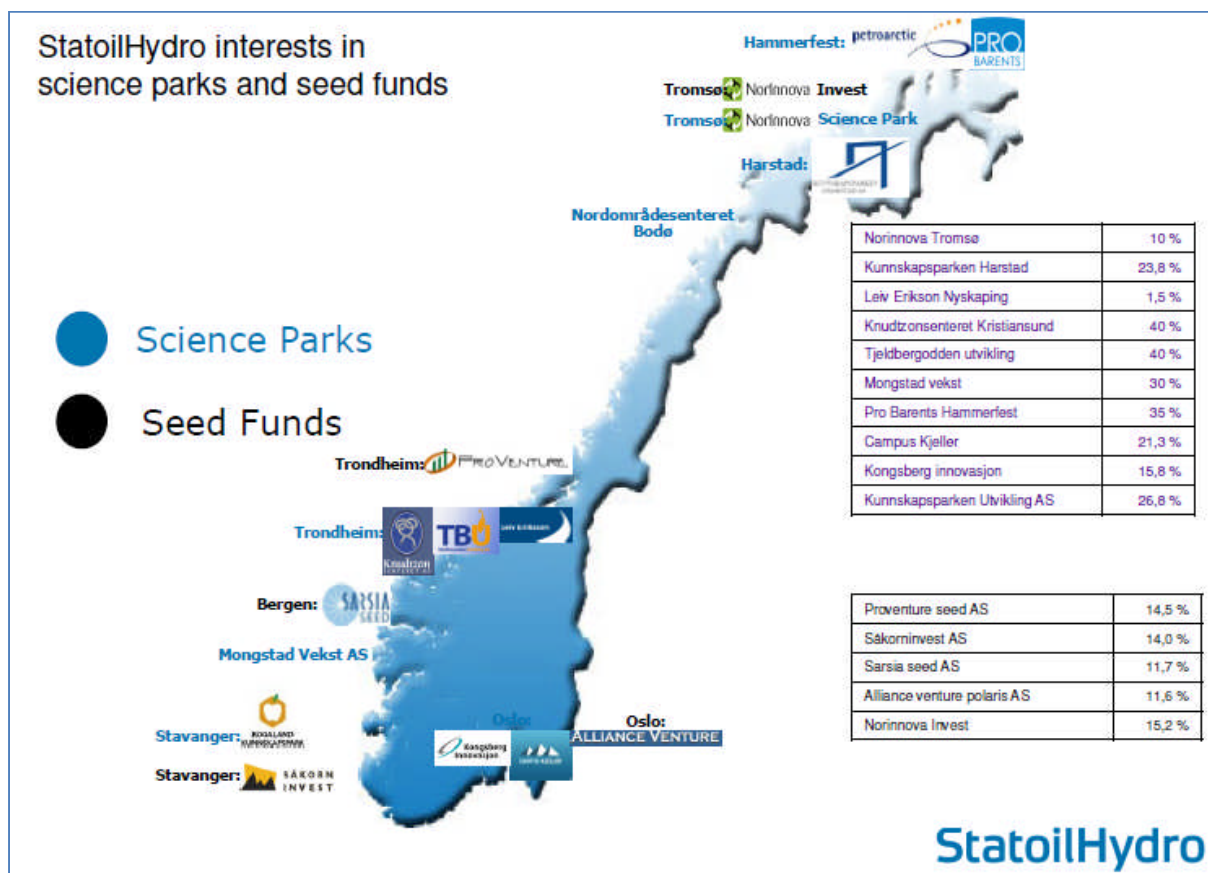 StatoilHydro interests in
science parks and seed funds
Hammerfest: petroarctic PRO
BARENTS
Tromsø: NorInnova Invest
Tromsø: NorInnova Science Park
Harstad:
Nordområdesenteret
Bodø
Science Parks
Seed Funds
Trondheim: PROVENTURE
Trondheim: Knudtzon TBU Leiv Eiriksson
Bergen: SARSIA
SEED
Mongstad Vekst AS
Stavanger: ROGALAND
KUNNSKAPSPARK
Stavanger: SÅKORN
INVEST
Oslo:
Kongsberg
Innovasjon
Oslo:
ALLIANCE VENTURE
Norinnova Tromsø 10 %
Kunnskapsparken Harstad 23,8 %
Leiv Erikson Nyskaping 1,5 %
Knudtzonsenteret Kristiansund 40 %
Tjeldbergodden utvikling 40 %
Mongstad vekst 30 %
Pro Barents Hammerfest 35 %
Campus Kjeller 21,3 %
Kongsberg innovasjon 15,8 %
Kunnskapsparken Utvikling AS 26,8 %
Proventure seed AS 14,5 %
Såkorninvest AS 14,0 %
Sarsia seed AS 11,7 %
Alliance venture polaris AS 11,6 %
Norinnova Invest 15,2 %
StatoilHydro